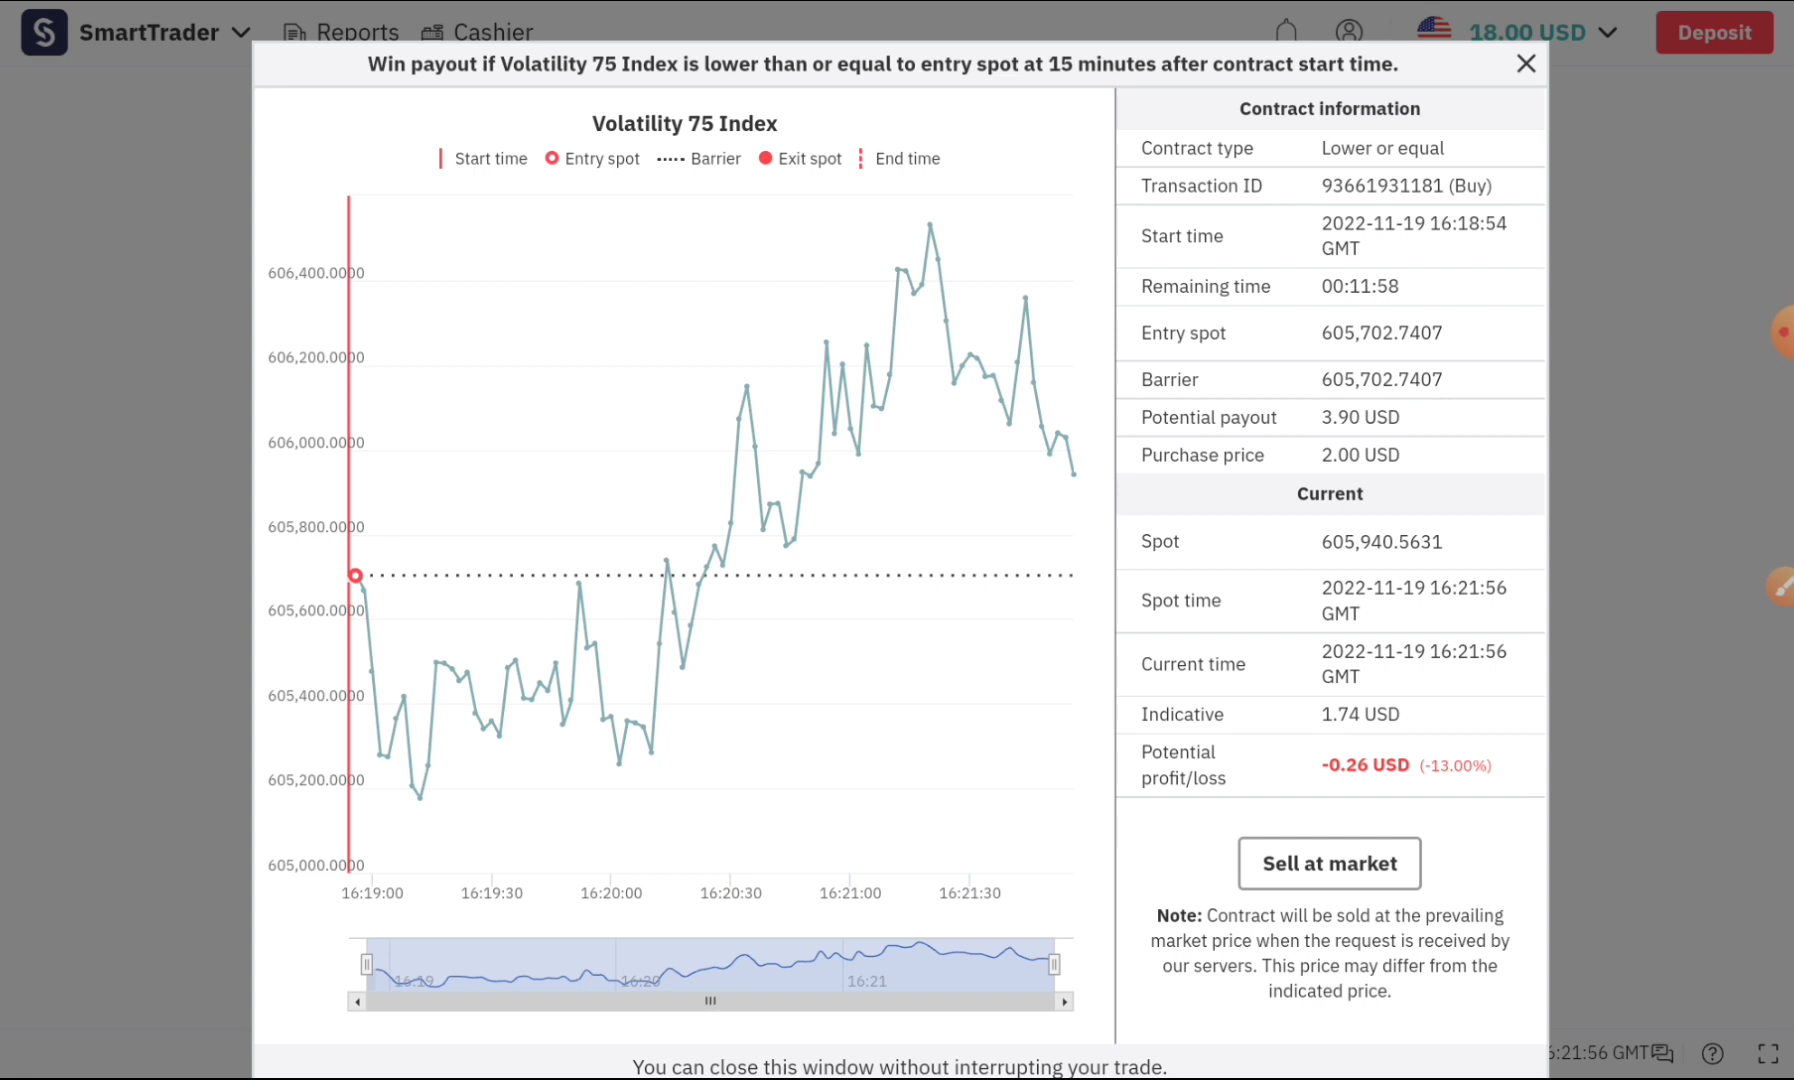 SmartTrader
Reports
Cashier
18.00 USD
Deposit
Win payout if Volatility 75 Index is lower than or equal to entry spot at 15 minutes after contract start time.
Volatility 75 Index
Start time
Entry spot
Barrier
Exit spot
End time
606,400.0000
606,200.0000
606,000.0000
605,800.0000
605,600.0000
605,400.0000
605,200.0000
605,000.0000
16:19:00
16:19:30
16:20:00
16:20:30
16:21:00
16:21:30
16:19
16:20
16:21
Contract information
Contract type Lower or equal
Transaction ID 93661931181 (Buy)
Start time 2022-11-19 16:18:54
GMT
Remaining time 00:11:58
Entry spot 605,702.7407
Barrier 605,702.7407
Potential payout 3.90 USD
Purchase price 2.00 USD
Current
Spot 605,940.5631
Spot time 2022-11-19 16:21:56
GMT
Current time 2022-11-19 16:21:56
GMT
Indicative 1.74 USD
Potential
profit/loss -0.26 USD (-13.00%)
Sell at market
Note: Contract will be sold at the prevailing
market price when the request is received by
our servers. This price may differ from the
indicated price.
You can close this window without interrupting your trade.
6:21:56 GMT